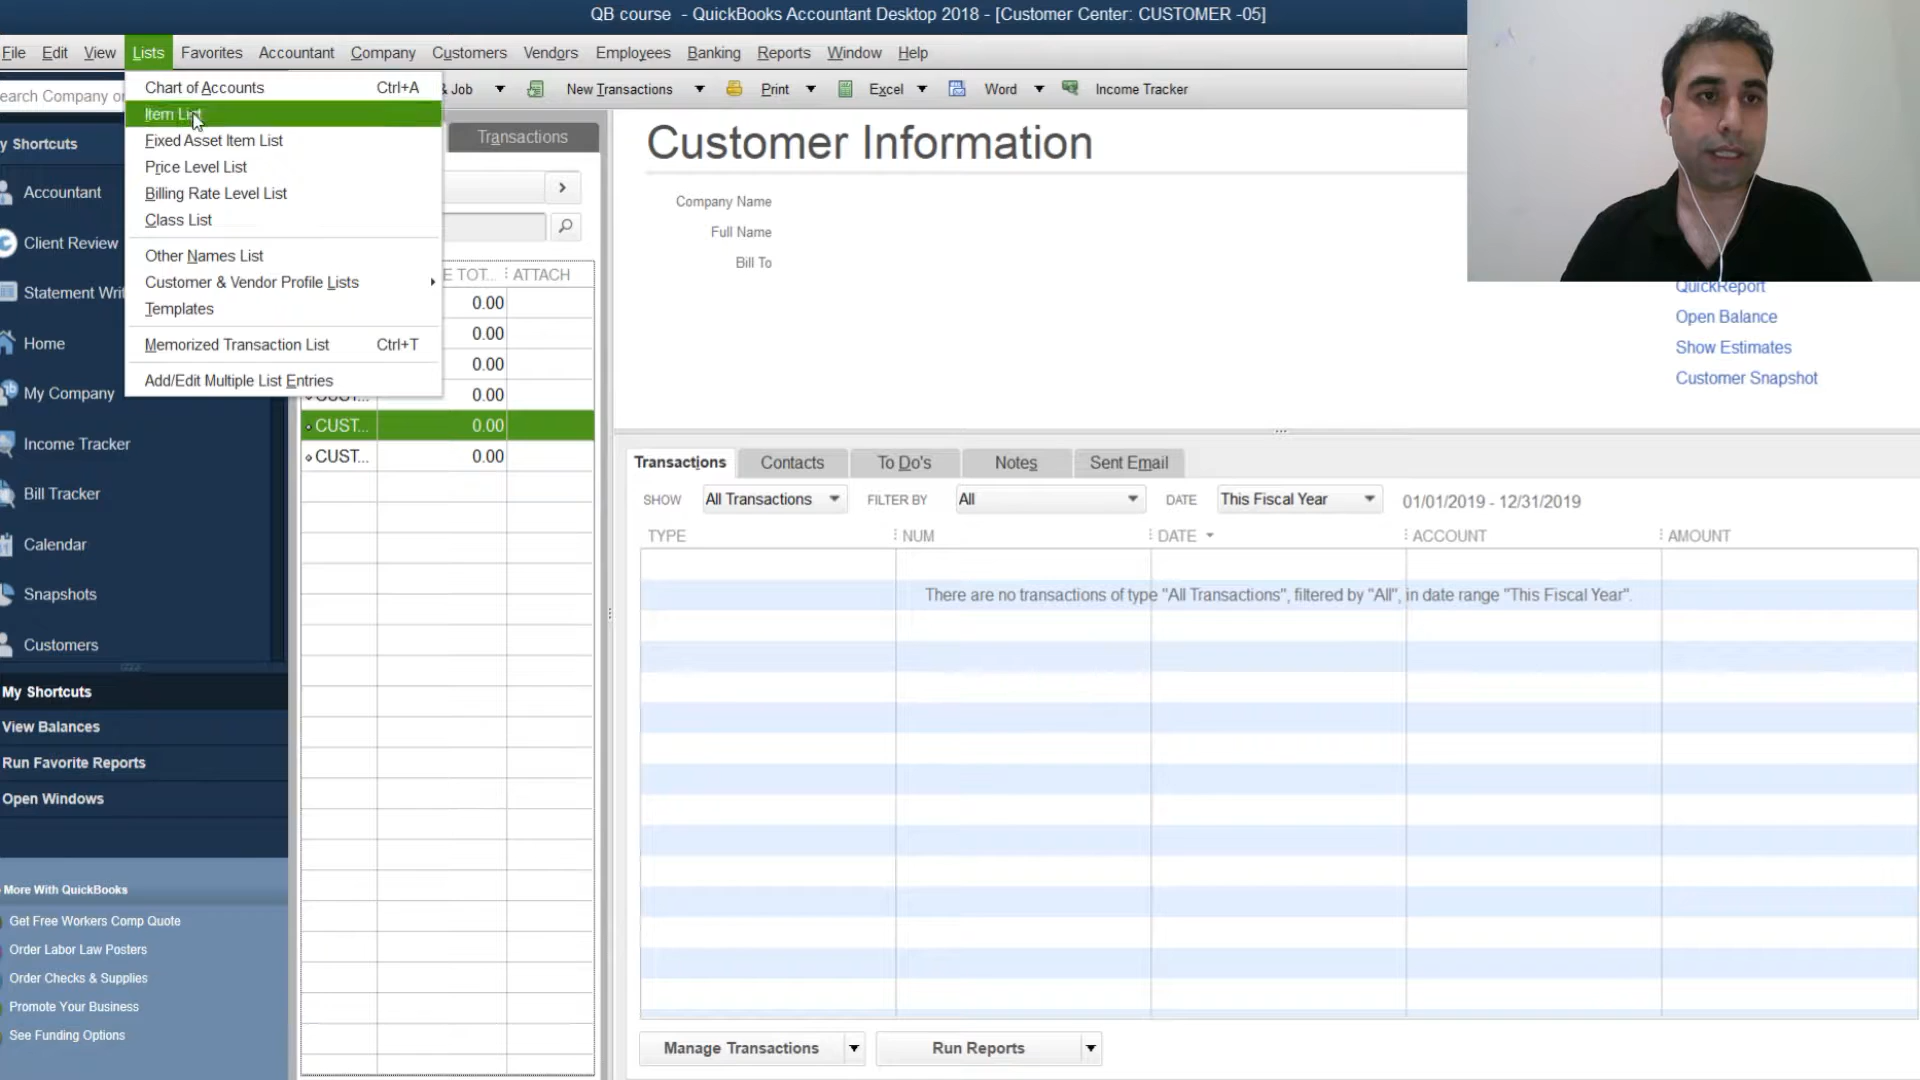 QB course - QuickBooks Accountant Desktop 2018 - [Customer Center: CUSTOMER -05]
File Edit View Lists Favorites Accountant Company Customers Vendors Employees Banking Reports Window Help
& Job New Transactions Print Excel Word Income Tracker
earch Company or
Chart of Accounts Ctrl+A
Item List
Fixed Asset Item List
Price Level List
Billing Rate Level List
Class List
Other Names List
Customer & Vendor Profile Lists
Templates
Memorized Transaction List Ctrl+T
Add/Edit Multiple List Entries
y Shortcuts
Accountant
Client Review
Statement Writ
Home
My Company
Income Tracker
Bill Tracker
Calendar
Snapshots
Customers
My Shortcuts
View Balances
Run Favorite Reports
Open Windows
More With QuickBooks
Get Free Workers Comp Quote
Order Labor Law Posters
Order Checks & Supplies
Promote Your Business
See Funding Options
Transactions
E TOT... ATTACH
0.00
0.00
0.00
0.00
CUST... 0.00
CUST... 0.00
Customer Information
Company Name
Full Name
Bill To
QuickReport
Open Balance
Show Estimates
Customer Snapshot
Transactions Contacts To Do's Notes Sent Email
SHOW All Transactions FILTER BY All DATE This Fiscal Year 01/01/2019 - 12/31/2019
TYPE NUM DATE ACCOUNT AMOUNT
There are no transactions of type "All Transactions", filtered by "All", in date range "This Fiscal Year".
Manage Transactions Run Reports